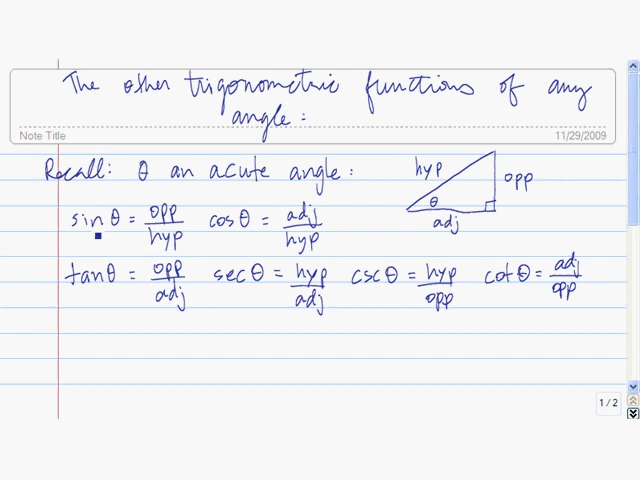 The other trigonometric functions of any
angle:
Note Title
11/29/2009
Recall: θ an acute angle:
hyp
opp
θ
adj
sin θ = opp/hyp cos θ = adj/hyp
tan θ = opp/adj sec θ = hyp/adj csc θ = hyp/opp cot θ = adj/opp
1 / 2